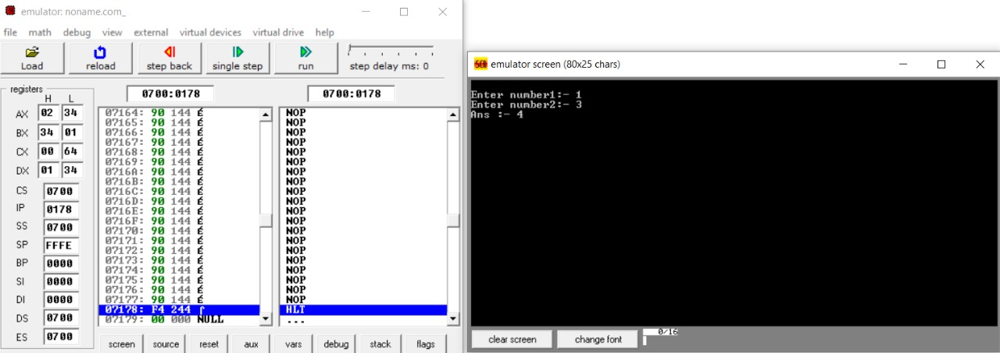 emulator: noname.com_
file math debug view external virtual devices virtual drive help
Load reload step back single step run step delay ms: 0
registers
H L
0700:0178 0700:0178
AX 02 34
BX 34 01
CX 00 64
DX 01 34
CS 0700
IP 0178
SS 0700
SP FFFE
BP 0000
SI 0000
DI 0000
DS 0700
ES 0700
07164: 90 144 É NOP
07165: 90 144 É NOP
07166: 90 144 É NOP
07167: 90 144 É NOP
07168: 90 144 É NOP
07169: 90 144 É NOP
0716A: 90 144 É NOP
0716B: 90 144 É NOP
0716C: 90 144 É NOP
0716D: 90 144 É NOP
0716E: 90 144 É NOP
0716F: 90 144 É NOP
07170: 90 144 É NOP
07171: 90 144 É NOP
07172: 90 144 É NOP
07173: 90 144 É NOP
07174: 90 144 É NOP
07175: 90 144 É NOP
07176: 90 144 É NOP
07177: 90 144 É NOP
07178: F4 244 ⌠ HLT
07179: 00 000 NULL ...
screen source reset aux vars debug stack flags
emulator screen (80x25 chars)
Enter number1:- 1
Enter number2:- 3
Ans :- 4
clear screen change font 0/16